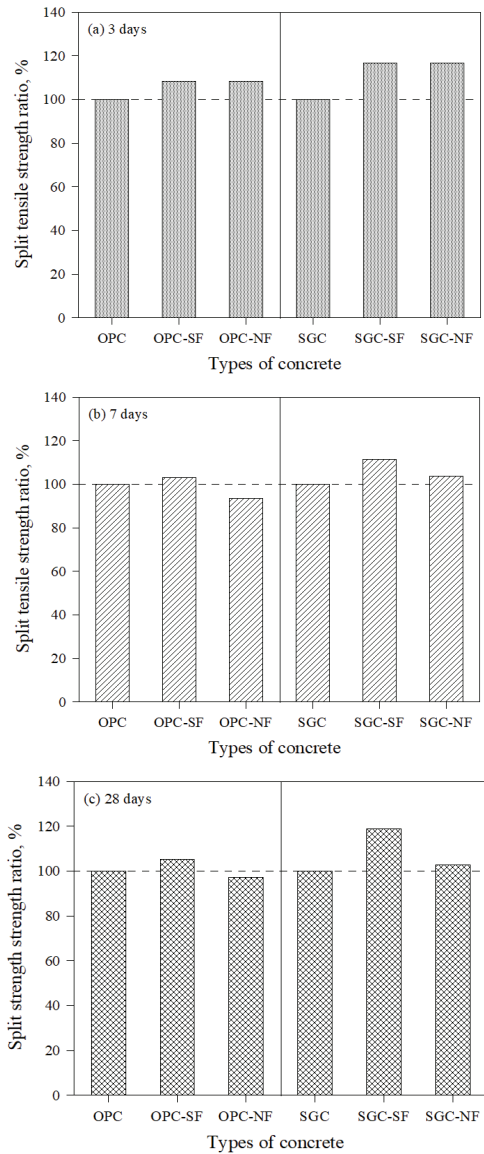 140
(a) 3 days
120
100
80
60
40
20
0
Split tensile strength ratio, %
OPC OPC-SF OPC-NF SGC SGC-SF SGC-NF
Types of concrete
140
(b) 7 days
120
100
80
60
40
20
0
Split tensile strength ratio, %
OPC OPC-SF OPC-NF SGC SGC-SF SGC-NF
Types of concrete
140
(c) 28 days
120
100
80
60
40
20
0
Split strength strength ratio, %
OPC OPC-SF OPC-NF SGC SGC-SF SGC-NF
Types of concrete